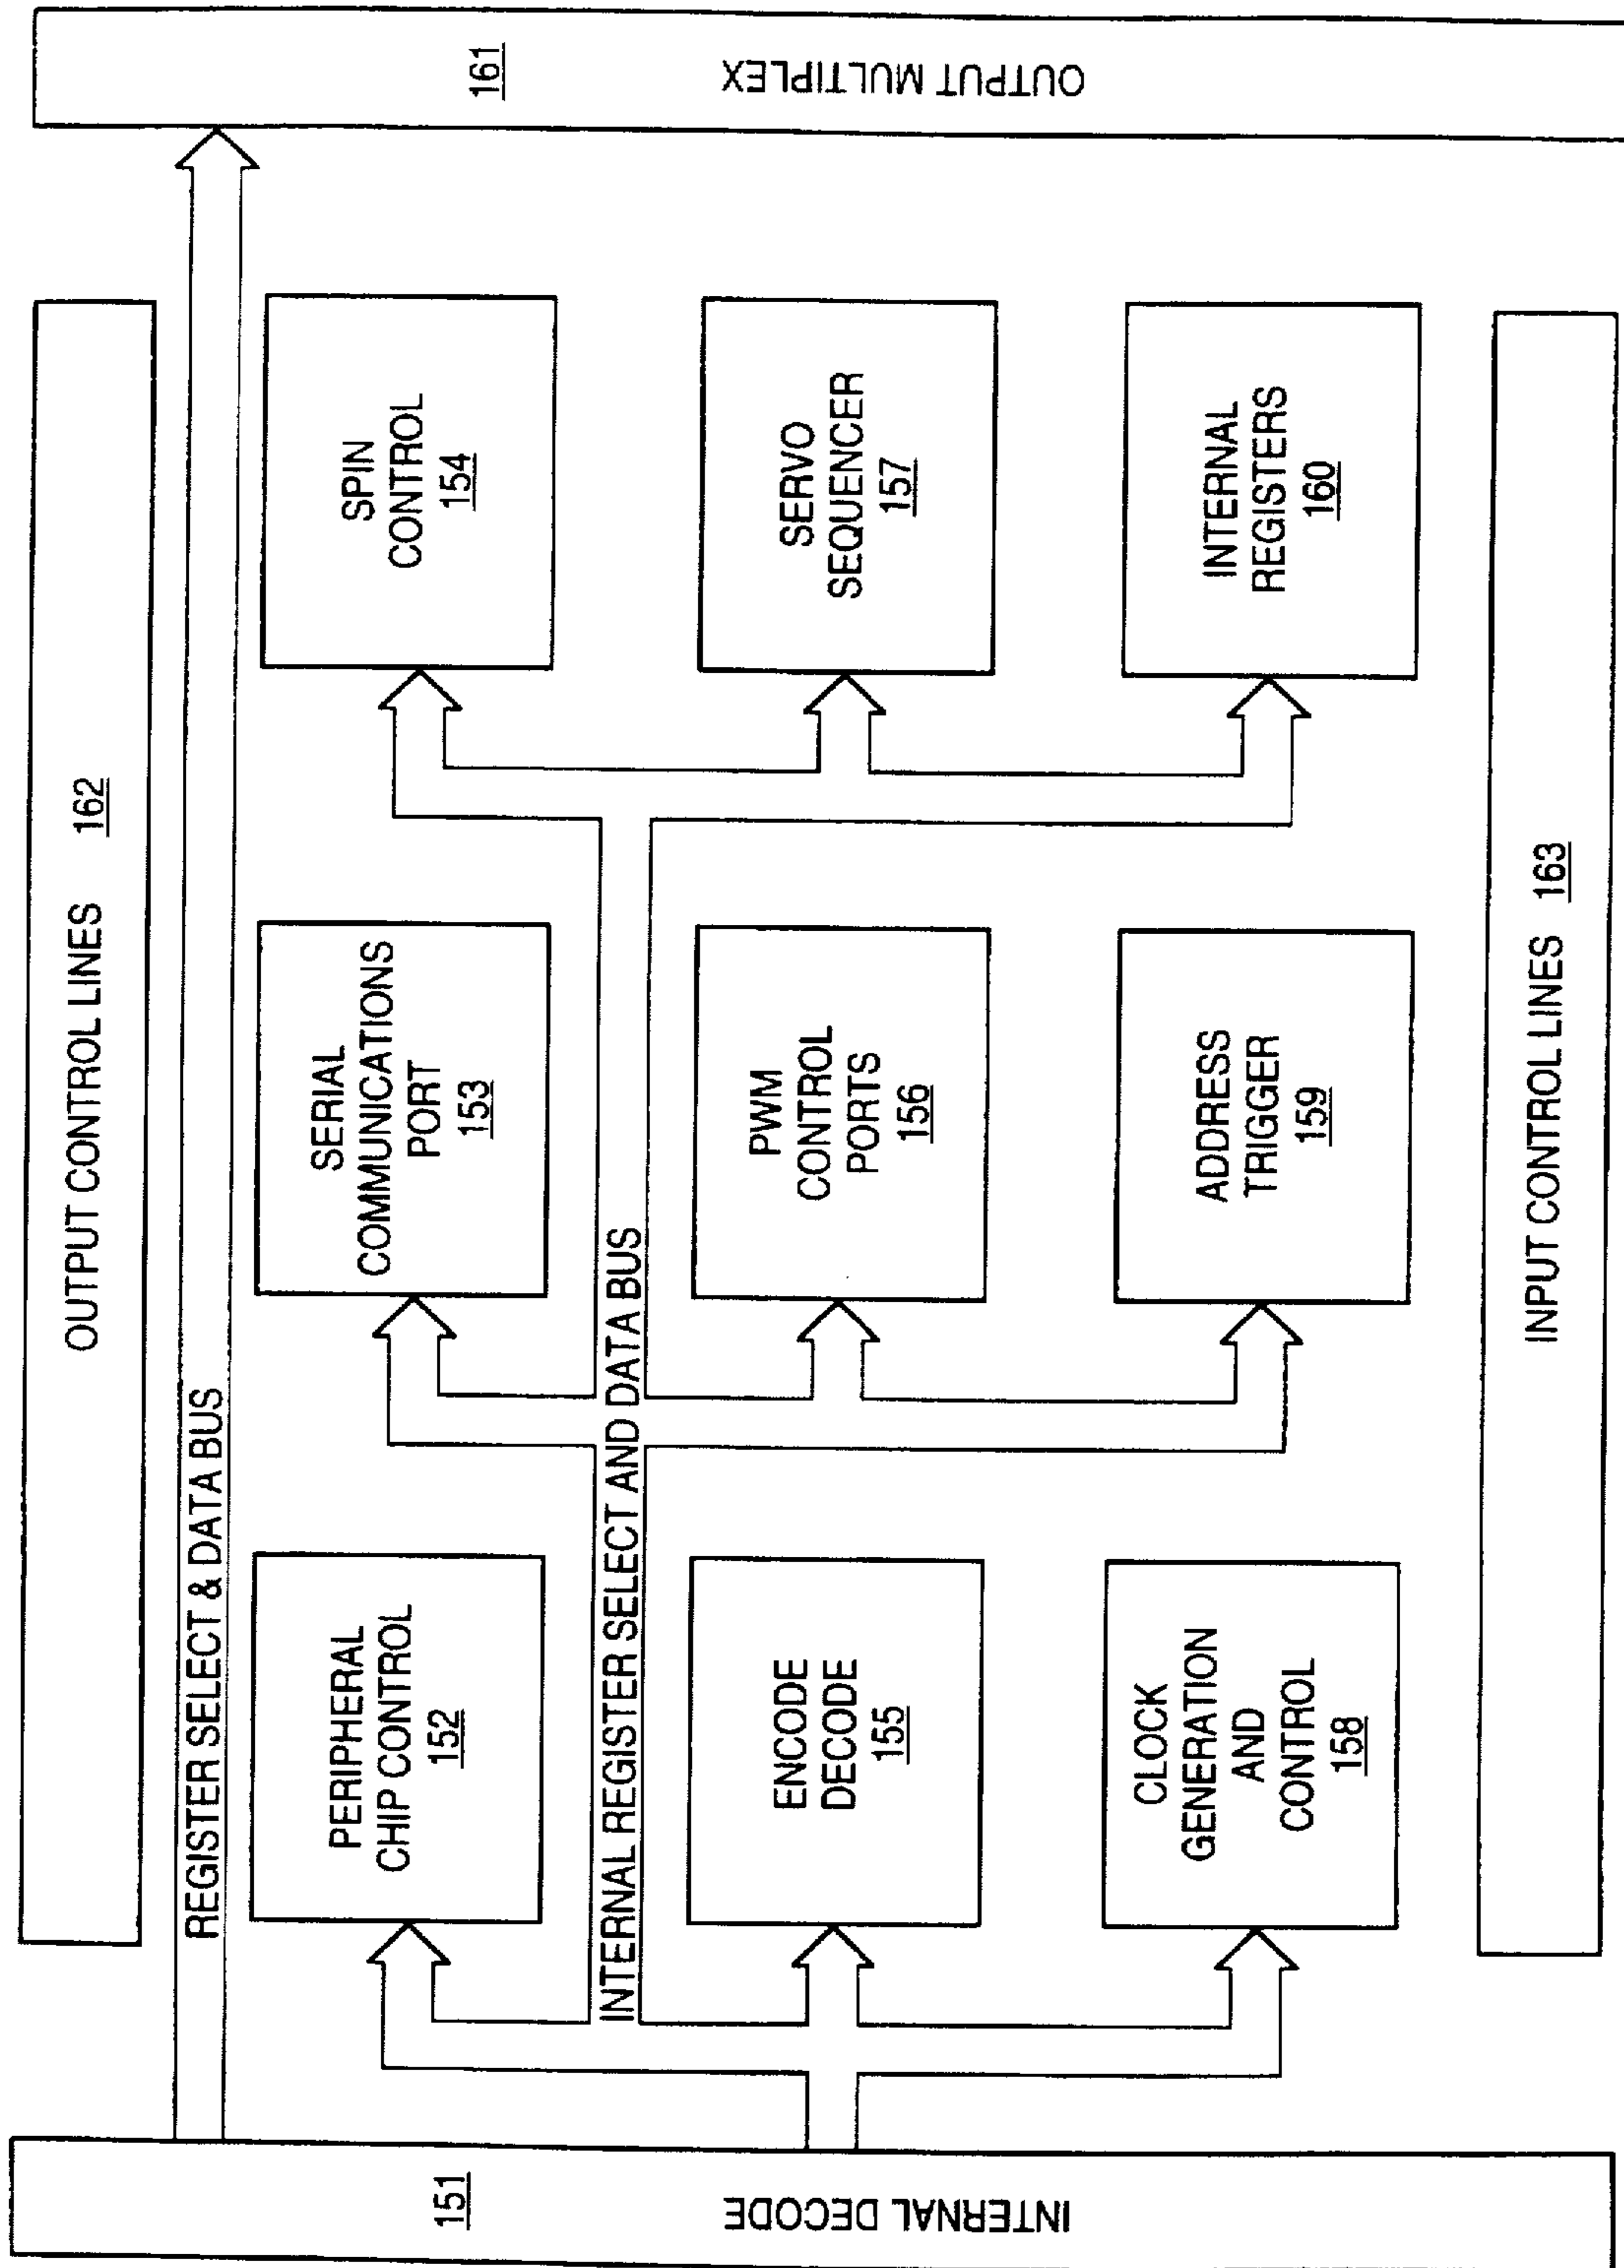 OUTPUT CONTROL LINES 162
REGISTER SELECT & DATA BUS
INTERNAL DECODE
151
PERIPHERAL
CHIP CONTROL
152
SERIAL
COMMUNICATIONS
PORT
153
SPIN
CONTROL
154
INTERNAL REGISTER SELECT AND DATA BUS
ENCODE
DECODE
155
PWM
CONTROL
PORTS
156
SERVO
SEQUENCER
157
CLOCK
GENERATION
AND
CONTROL
158
ADDRESS
TRIGGER
159
INTERNAL
REGISTERS
160
OUTPUT MULTIPLEX
161
INPUT CONTROL LINES 163